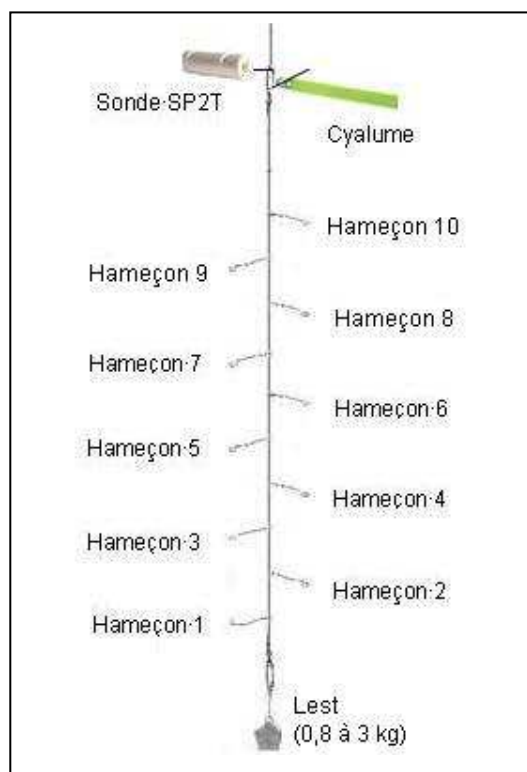 Sonde·SP2T
Cyalume
Hameçon 10
Hameçon 9
Hameçon 8
Hameçon·7
Hameçon·6
Hameçon·5
Hameçon·4
Hameçon·3
Hameçon·2
Hameçon·1
Lest
(0,8 à 3 kg)